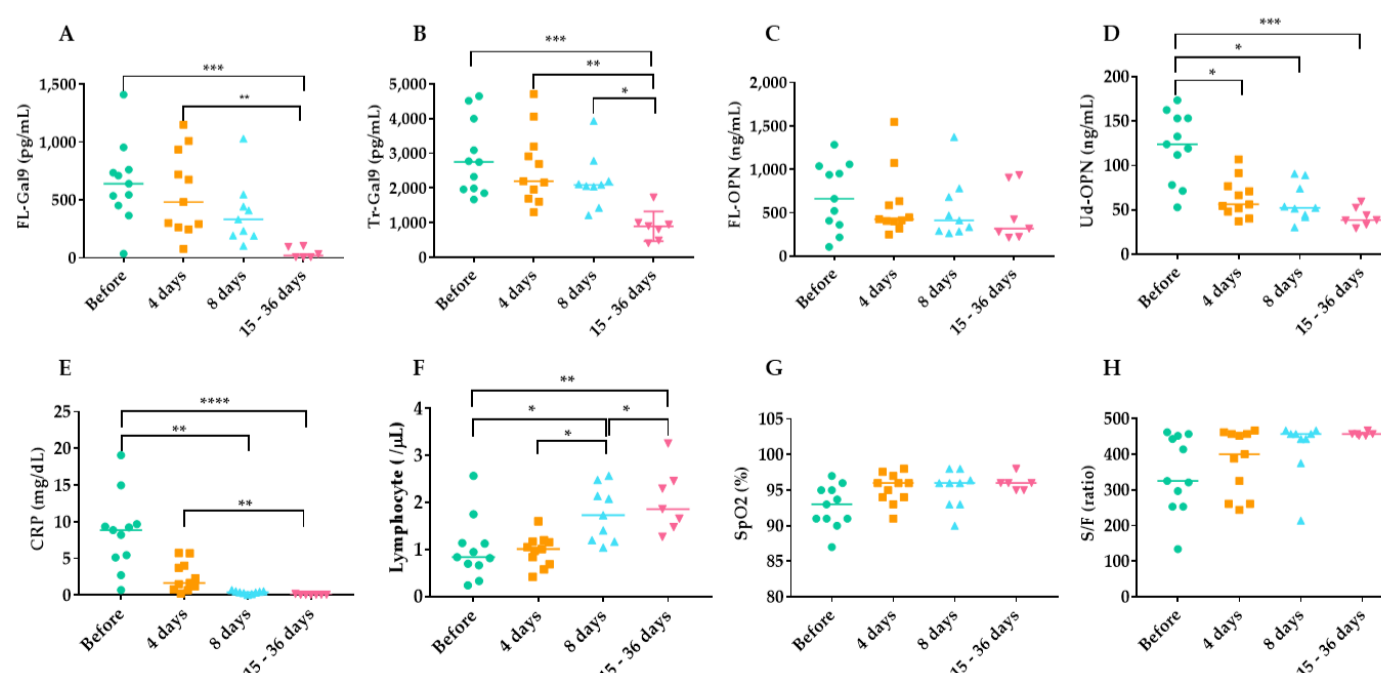 A
FL-Gal9 (pg/mL)
1,500
1,000
500
0
***
**
Before
4 days
8 days
15 - 36 days
B
Tr-Gal9 (pg/mL)
5,000
4,000
3,000
2,000
1,000
0
***
**
*
Before
4 days
8 days
15 - 36 days
C
FL-OPN (ng/mL)
2,000
1,500
1,000
500
0
Before
4 days
8 days
15 - 36 days
D
Ud-OPN (ng/mL)
200
150
100
50
0
***
*
*
Before
4 days
8 days
15 - 36 days
E
CRP (mg/dL)
25
20
15
10
5
0
****
**
**
Before
4 days
8 days
15 - 36 days
F
Lymphocyte ( /μL)
4
3
2
1
0
**
*
*
*
Before
4 days
8 days
15 - 36 days
G
SpO2 (%)
105
100
95
90
85
80
Before
4 days
8 days
15 - 36 days
H
S/F (ratio)
500
400
300
200
100
0
Before
4 days
8 days
15 - 36 days